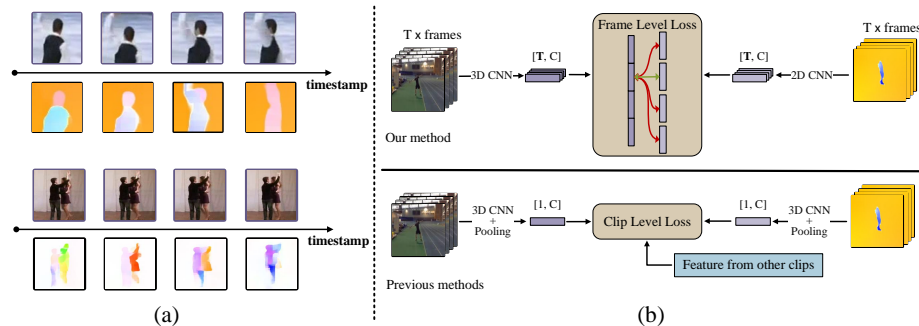 timestamp
timestamp
(a)
T x frames
3D CNN
[T, C]
Frame Level Loss
[T, C]
2D CNN
T x frames
Our method
3D CNN
+
Pooling
[1, C]
Clip Level Loss
[1, C]
3D CNN
+
Pooling
Feature from other clips
Previous methods
(b)